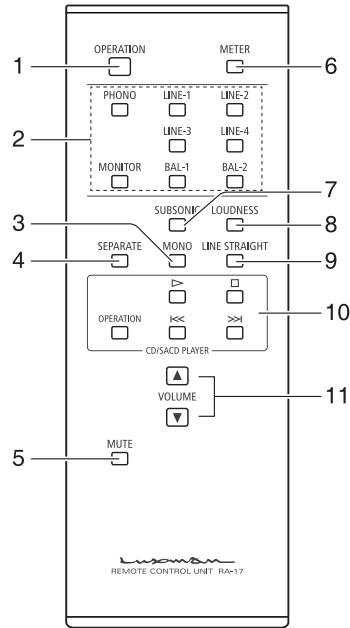 OPERATION METER
1 6
PHONO LINE-1 LINE-2
2 LINE-3 LINE-4
MONITOR BAL-1 BAL-2
7
SUBSONIC LOUDNESS
3 8
SEPARATE MONO LINE STRAIGHT
4 9
OPERATION
10
CD/SACD PLAYER
VOLUME 11
MUTE
5
Luxman
REMOTE CONTROL UNIT RA-17